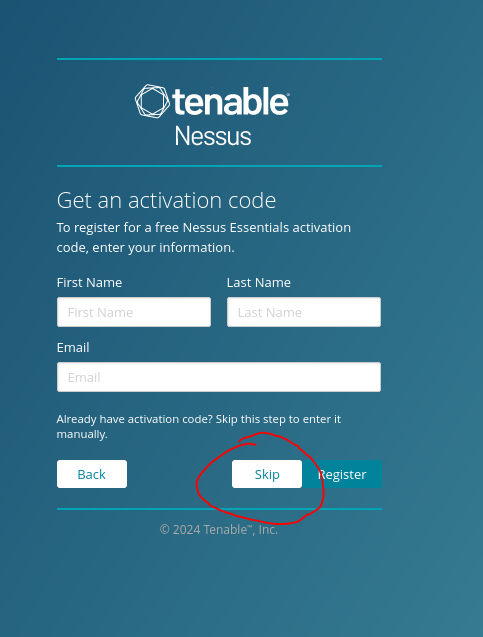 tenable
Nessus
Get an activation code
To register for a free Nessus Essentials activation
code, enter your information.
First Name Last Name
First Name Last Name
Email
Email
Already have activation code? Skip this step to enter it
manually.
Back Skip Register
© 2024 Tenable™, Inc.